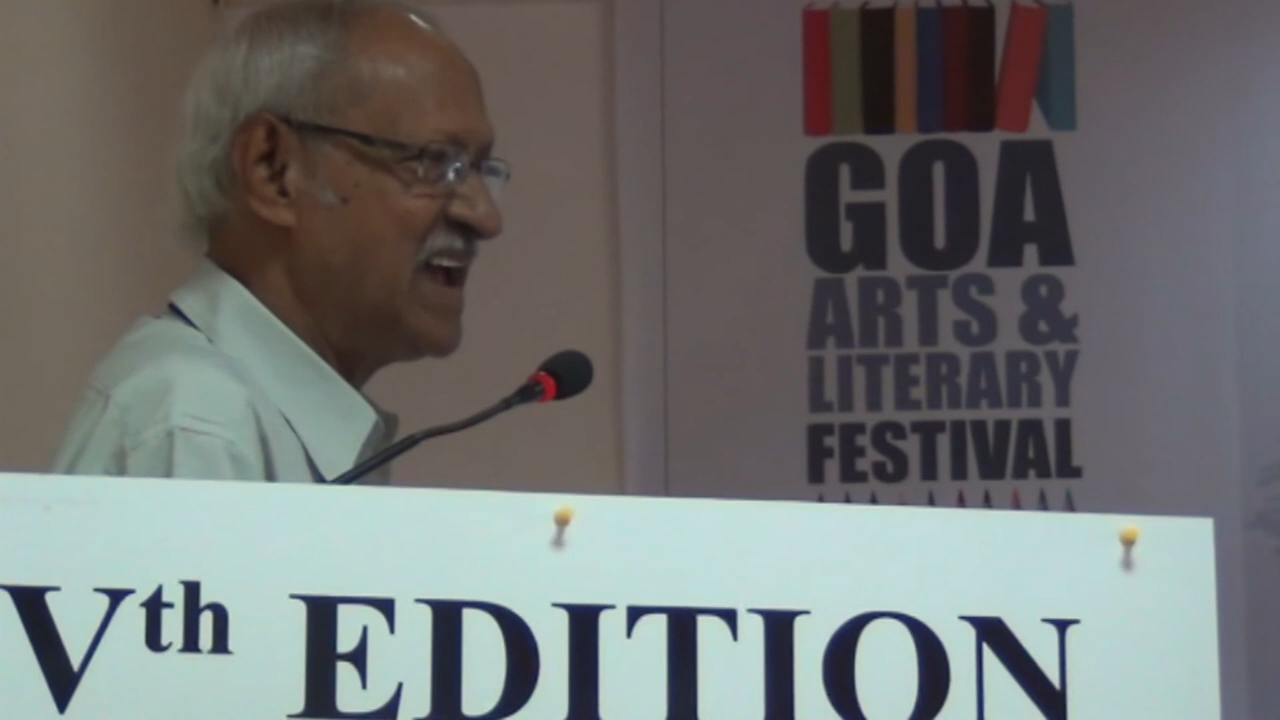 GOA
ARTS &
LITERARY
FESTIVAL
Vth EDITION